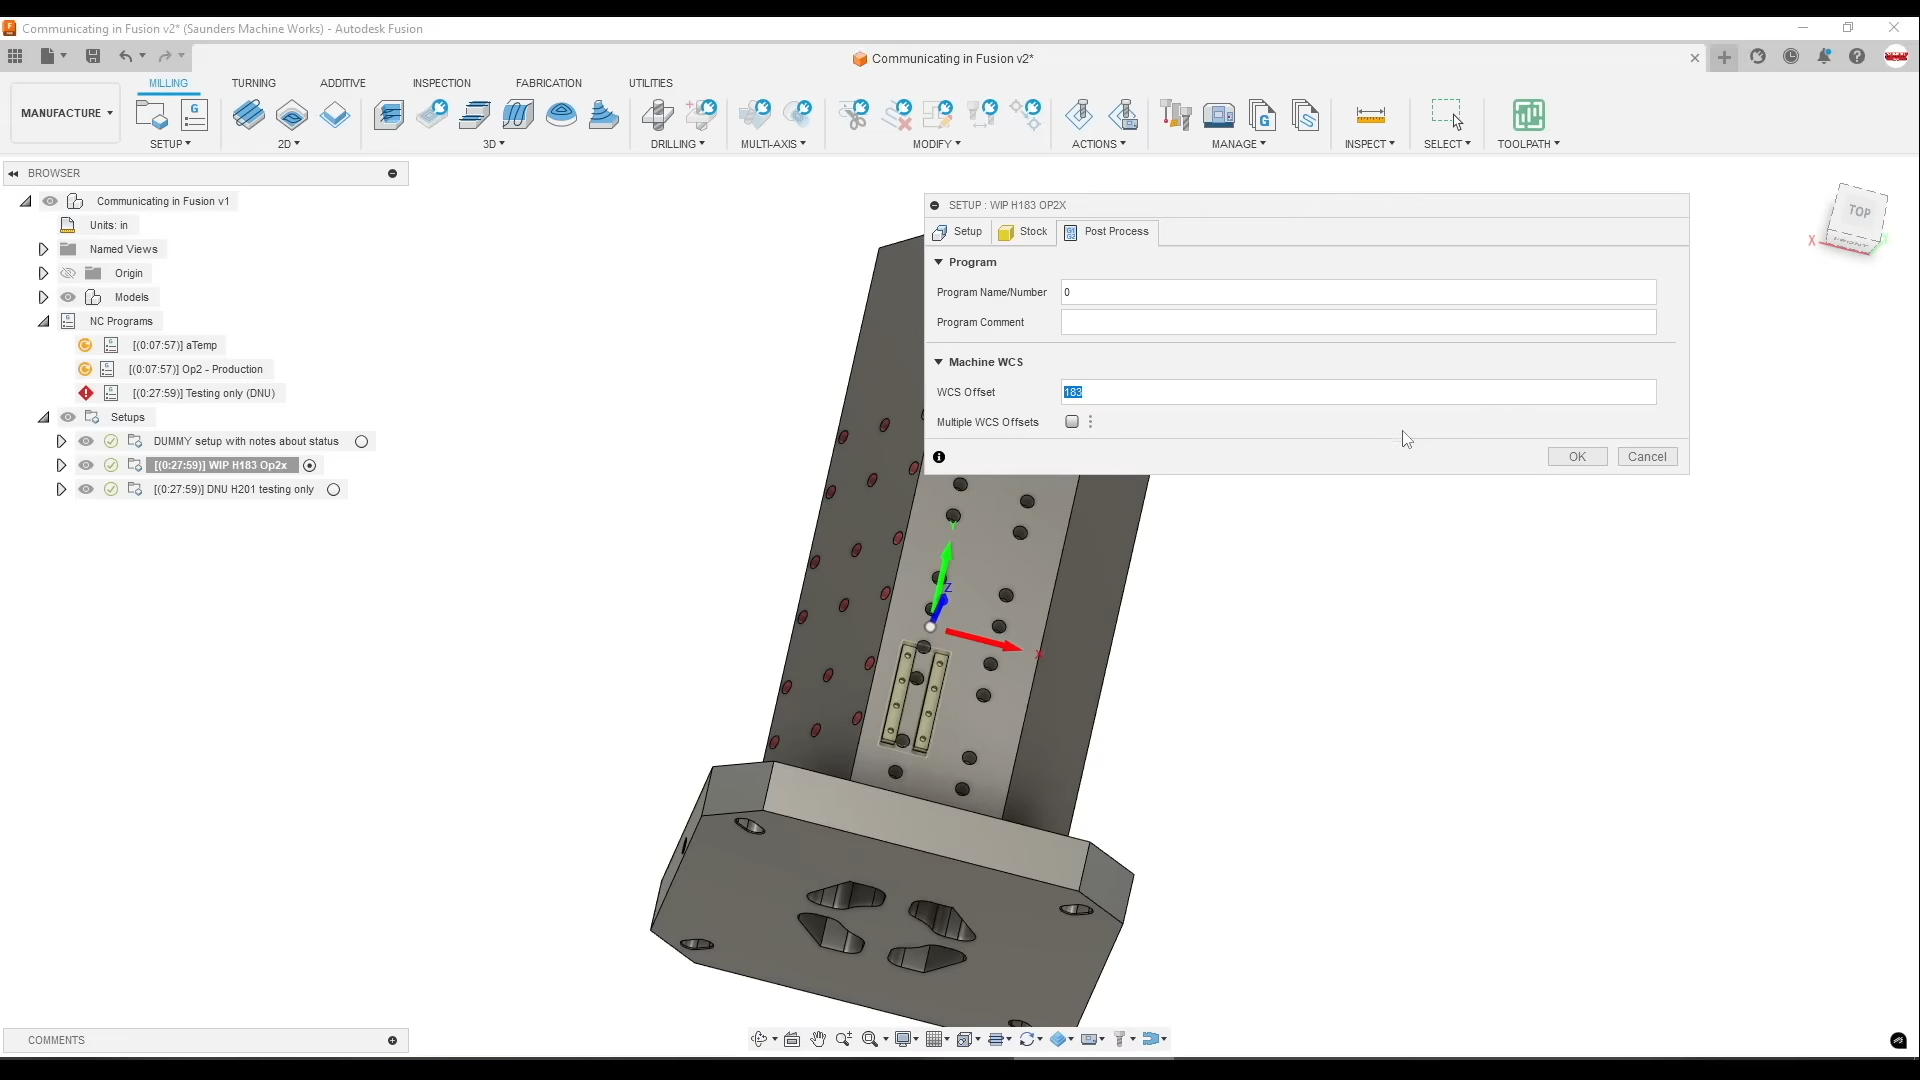 Communicating in Fusion v2* (Saunders Machine Works) - Autodesk Fusion
Communicating in Fusion v2*
MILLING TURNING ADDITIVE INSPECTION FABRICATION UTILITIES
MANUFACTURE
SETUP 2D 3D DRILLING MULTI-AXIS MODIFY ACTIONS MANAGE INSPECT SELECT TOOLPATH
BROWSER
Communicating in Fusion v1
Units: in
Named Views
Origin
Models
NC Programs
[(0:07:57)] aTemp
[(0:07:57)] Op2 - Production
[(0:27:59)] Testing only (DNU)
Setups
DUMMY setup with notes about status
[(0:27:59)] WIP H183 Op2x
[(0:27:59)] DNU H201 testing only
SETUP : WIP H183 OP2X
Setup Stock Post Process
Program
Program Name/Number 0
Program Comment
Machine WCS
WCS Offset 183
Multiple WCS Offsets
OK Cancel
TOP
FRONT
X
Y
Y
Z
X
COMMENTS